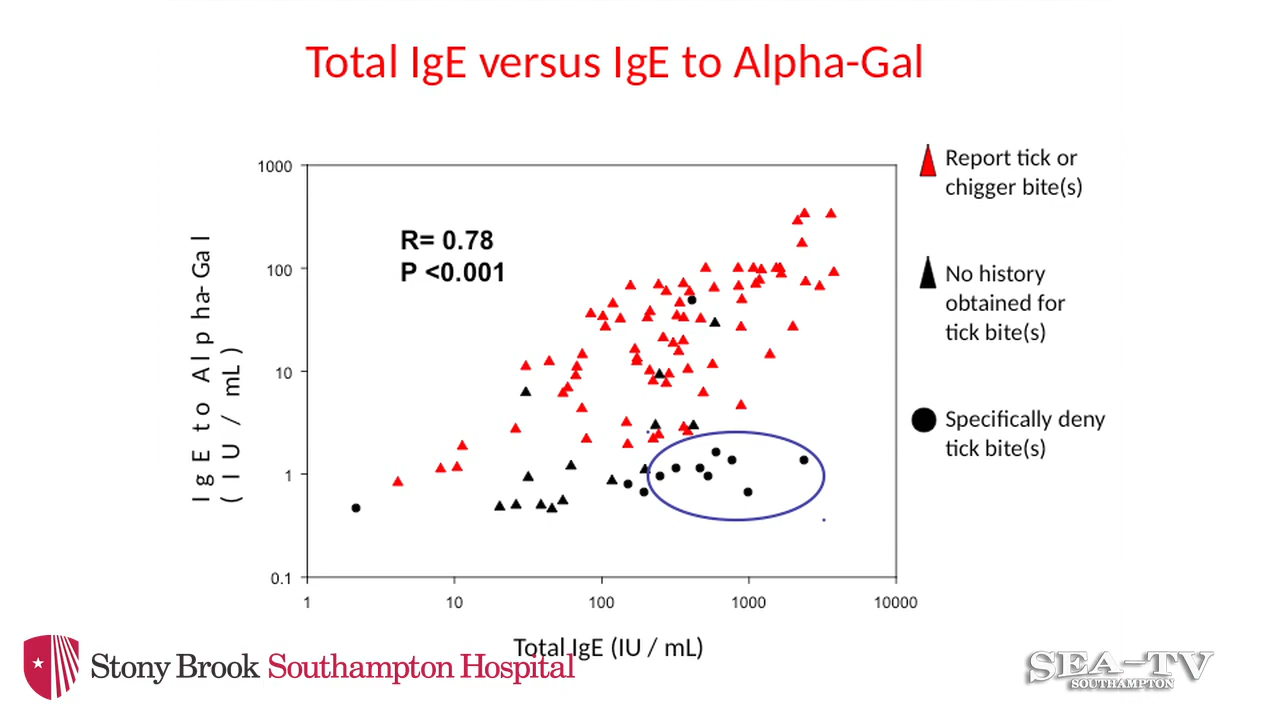 Total IgE versus IgE to Alpha-Gal
Report tick or
chigger bite(s)
No history
obtained for
tick bite(s)
Specifically deny
tick bite(s)
R= 0.78
P <0.001
IgE to Alpha-Gal
(IU / mL)
1000
100
10
1
0.1
1
10
100
1000
10000
Total IgE (IU / mL)
Stony Brook Southampton Hospital
SEA-TV
SOUTHAMPTON